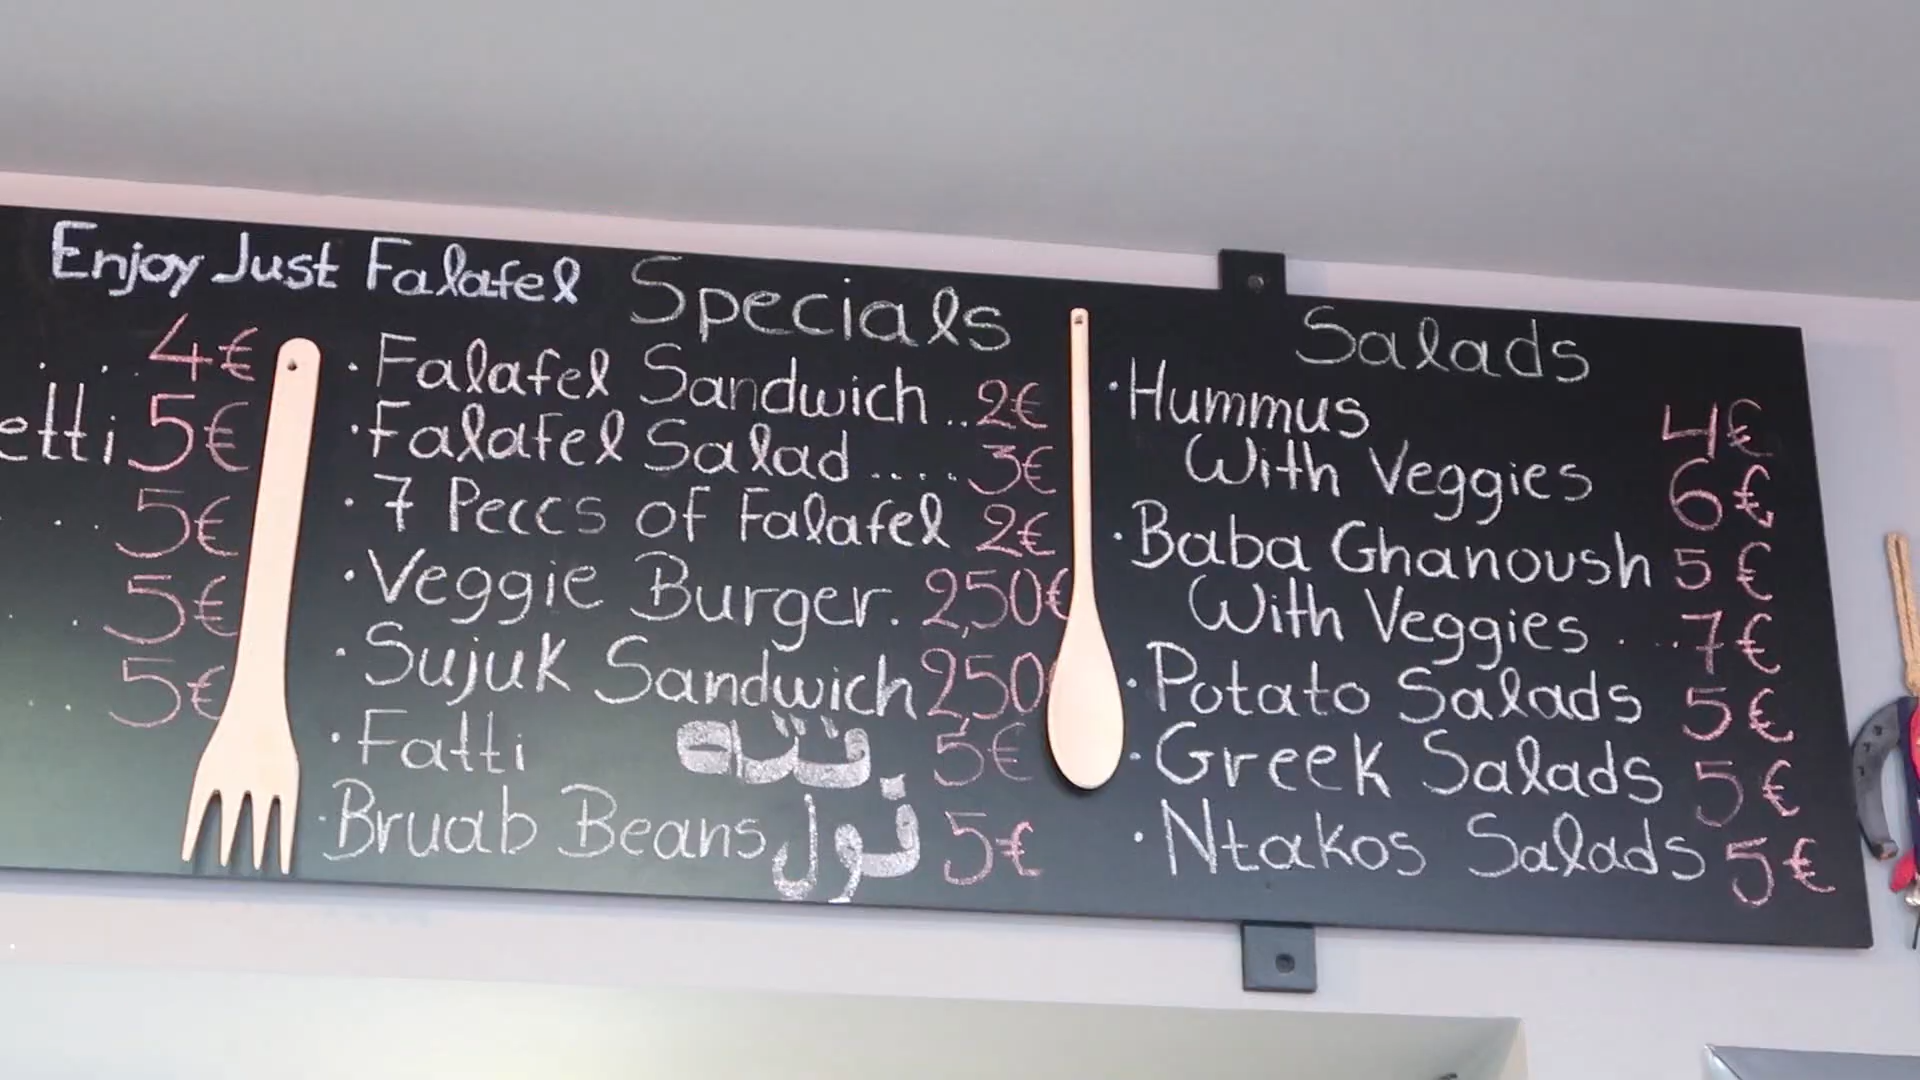 Enjoy Just Falafel
. . . 4€
etti 5€
. . . 5€
. . 5€
. . . 5€
Specials
· Falafel Sandwich .. 2€
· Falafel Salad ..... 3€
· 7 Peccs of Falafel 2€
· Veggie Burger. 2,50€
· Sujuk Sandwich 2,50
· Fatti فتة 5€
· Bruab Beans فول 5€
Salads
· Hummus 4€
With Veggies 6€
· Baba Ghanoush 5€
With Veggies . ... 7€
· Potato Salads 5€
· Greek Salads 5€
· Ntakos Salads 5€